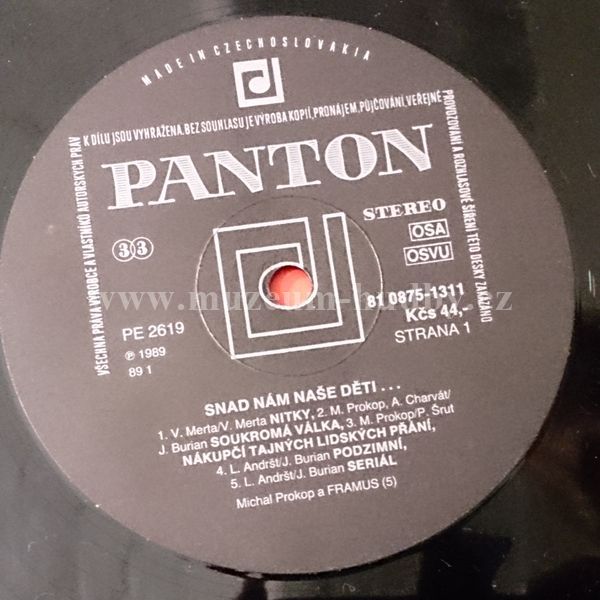 MADE IN CZECHOSLOVAKIA
VŠECHNA PRÁVA VÝROBCE A VLASTNÍKŮ AUTORSKÝCH PRÁV
K DÍLU JSOU VYHRAŽENA. BEZ SOUHLASU JE VÝROBA KOPIÍ, PRONÁJEM, PŮJČOVÁNÍ, VEŘEJNÉ
PROVOZOVÁNÍ A ROZHLASOVÉ ŠÍŘENÍ TÉTO DESKY ZAKÁZÁNO
PANTON
STEREO
33
OSA
OSVU
www.muzeum-hudby.cz
81 0875-1311
PE 2619
Kčs 44,-
℗ 1989
STRANA 1
89 1
SNAD NÁM NAŠE DĚTI . . .
1. V. Merta/V. Merta NITKY, 2. M. Prokop, A. Charvát/
J. Burian SOUKROMÁ VÁLKA, 3. M. Prokop/P. Šrut
NÁKUPČÍ TAJNÝCH LIDSKÝCH PŘÁNÍ,
4. L. Andršt/J. Burian PODZIMNÍ,
5. L. Andršt/J. Burian SERIÁL
Michal Prokop a FRAMUS (5)